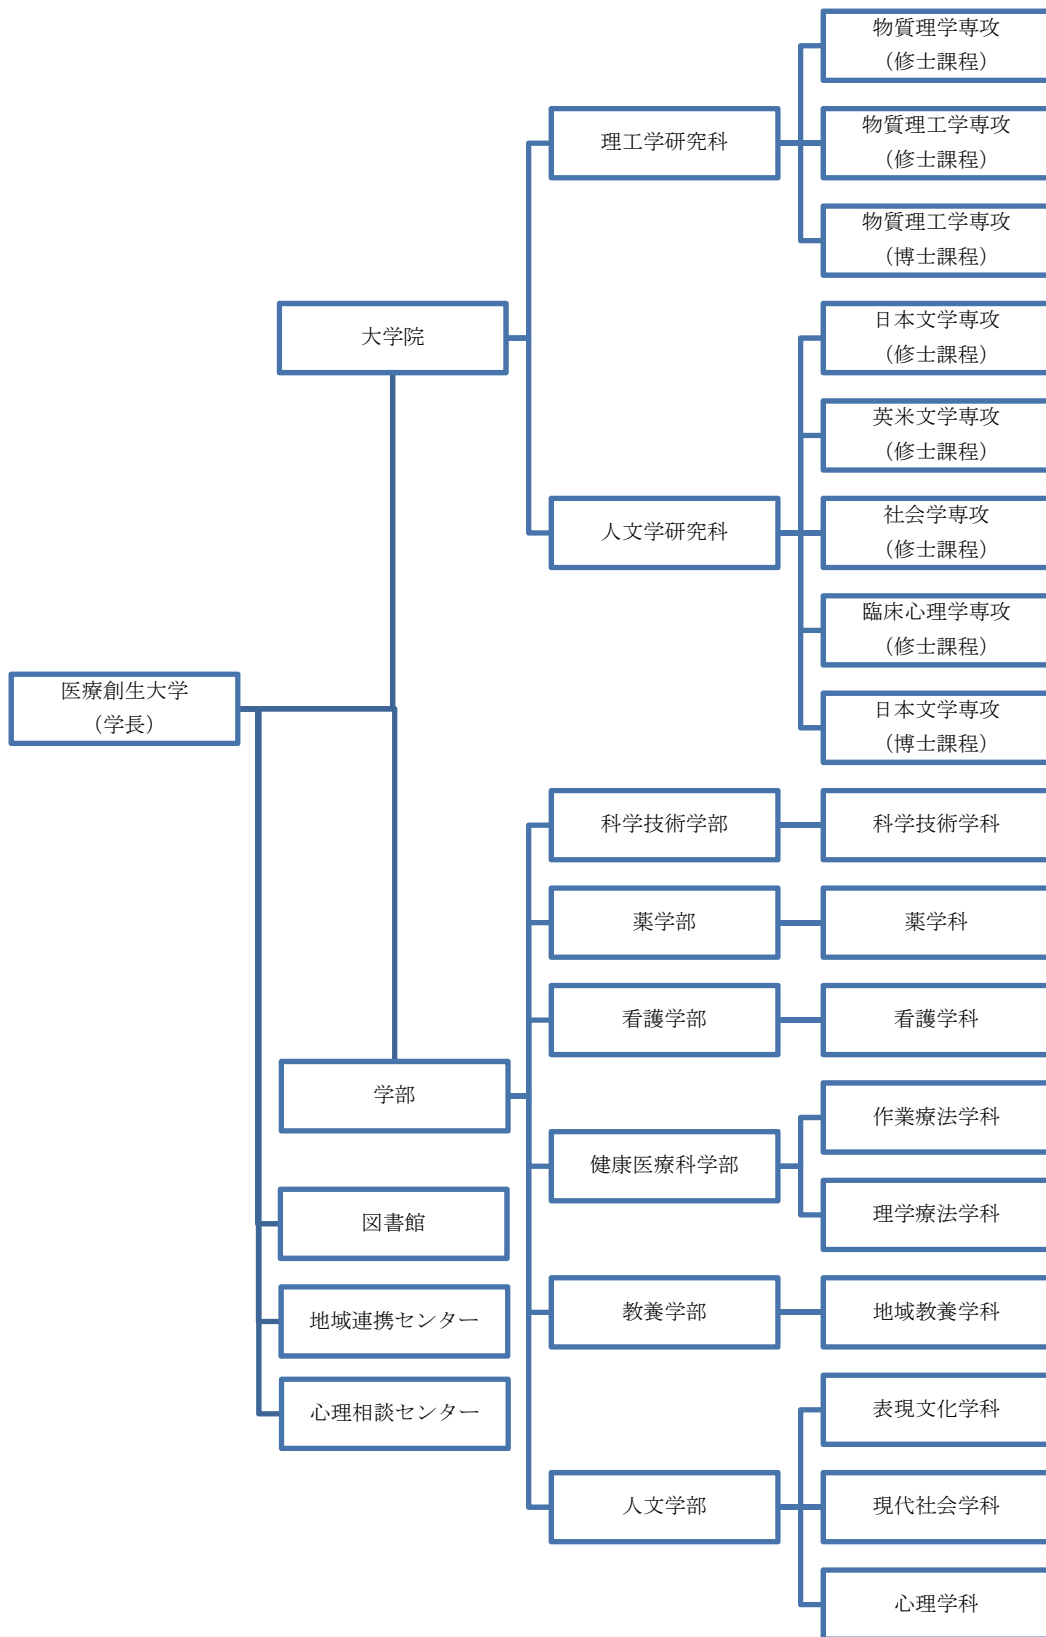 医療創生大学
（学長）
大学院
理工学研究科
物質理学専攻
（修士課程）
物質理工学専攻
（修士課程）
物質理工学専攻
（博士課程）
人文学研究科
日本文学専攻
（修士課程）
英米文学専攻
（修士課程）
社会学専攻
（修士課程）
臨床心理学専攻
（修士課程）
日本文学専攻
（博士課程）
学部
科学技術学部
科学技術学科
薬学部
薬学科
看護学部
看護学科
健康医療科学部
作業療法学科
理学療法学科
教養学部
地域教養学科
人文学部
表現文化学科
現代社会学科
心理学科
図書館
地域連携センター
心理相談センター